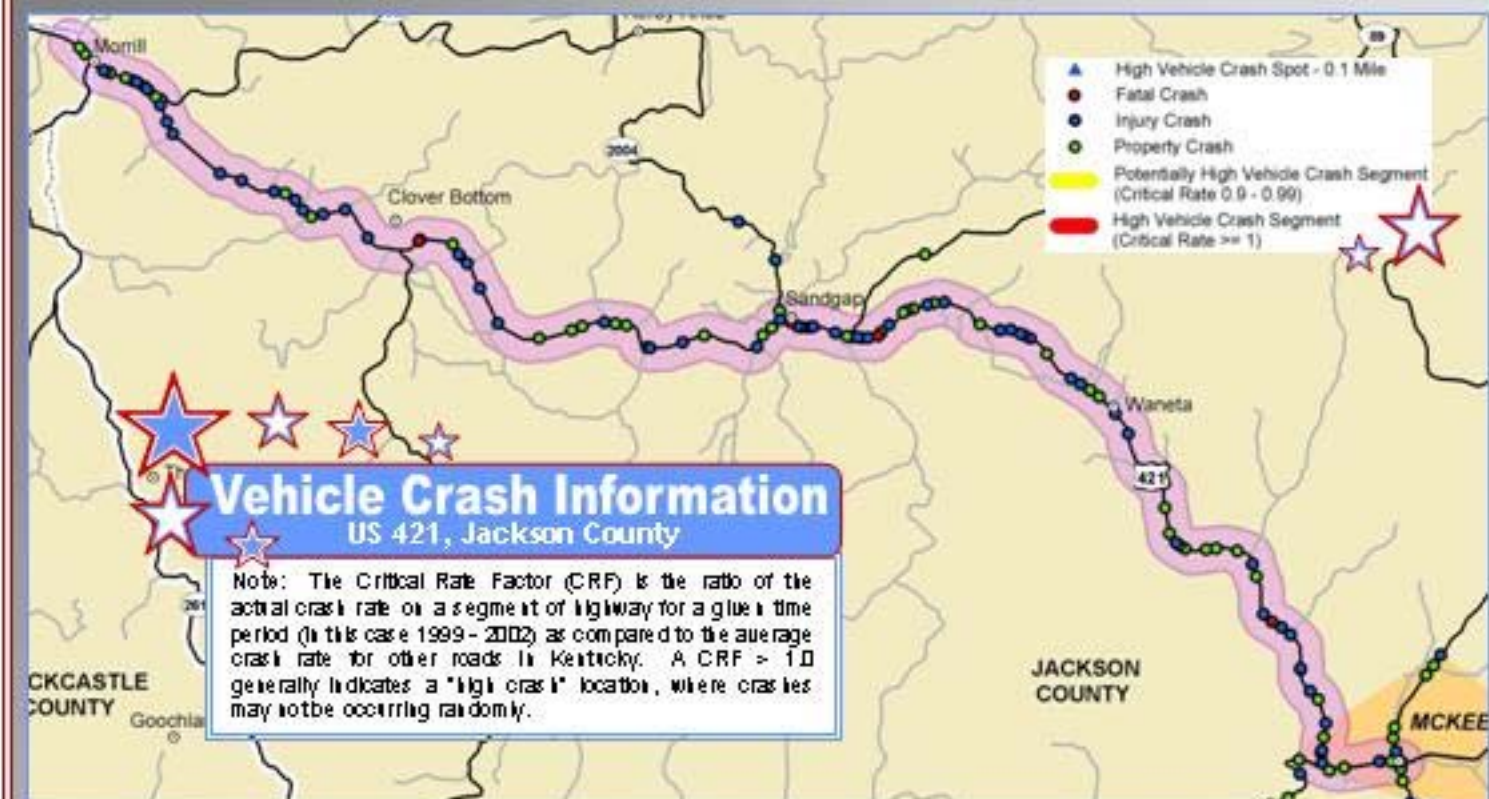 Morrill
89
High Vehicle Crash Spot - 0.1 Mile
Fatal Crash
Injury Crash
Property Crash
Potentially High Vehicle Crash Segment
(Critical Rate 0.9 - 0.99)
High Vehicle Crash Segment
(Critical Rate >= 1)
2004
Clover Bottom
Sandgap
Waneta
421
Vehicle Crash Information
US 421, Jackson County
Note: The Critical Rate Factor (CRF) is the ratio of the
actual crash rate on a segment of highway for a given time
period (in this case 1999 - 2002) as compared to the average
crash rate for other roads in Kentucky. A CRF > 1.0
generally indicates a "high crash" location, where crashes
may not be occurring randomly.
CKCASTLE
COUNTY
Goochla
JACKSON
COUNTY
MCKEE